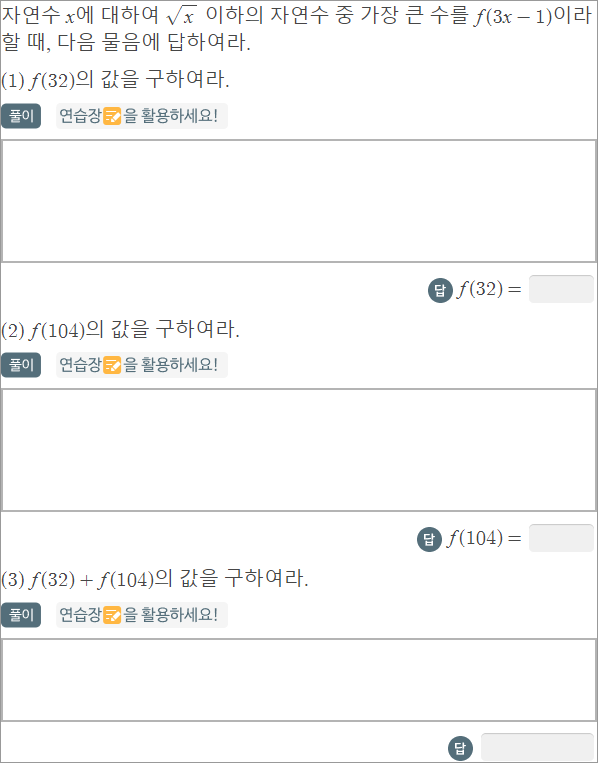 자연수 x에 대하여 √x 이하의 자연수 중 가장 큰 수를 f(3x − 1)이라
할 때, 다음 물음에 답하여라.
(1) f(32)의 값을 구하여라.
풀이 연습장을 활용하세요!
답 f(32) =
(2) f(104)의 값을 구하여라.
풀이 연습장을 활용하세요!
답 f(104) =
(3) f(32) + f(104)의 값을 구하여라.
풀이 연습장을 활용하세요!
답